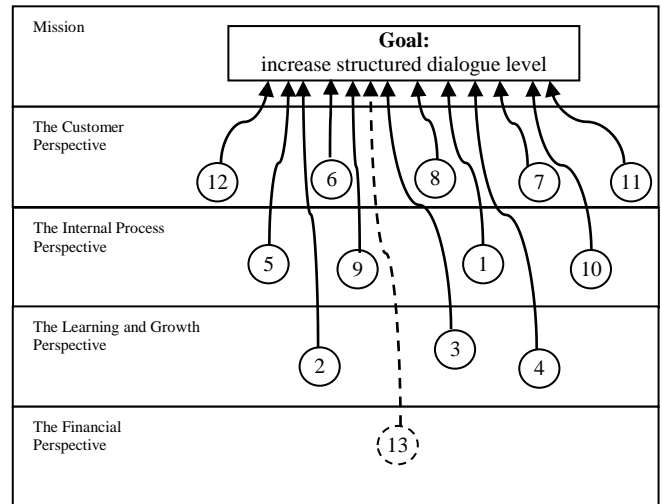 Mission
Goal:
increase structured dialogue level
The Customer
Perspective
12
6
8
7
11
The Internal Process
Perspective
5
9
1
10
The Learning and Growth
Perspective
2
3
4
The Financial
Perspective
13